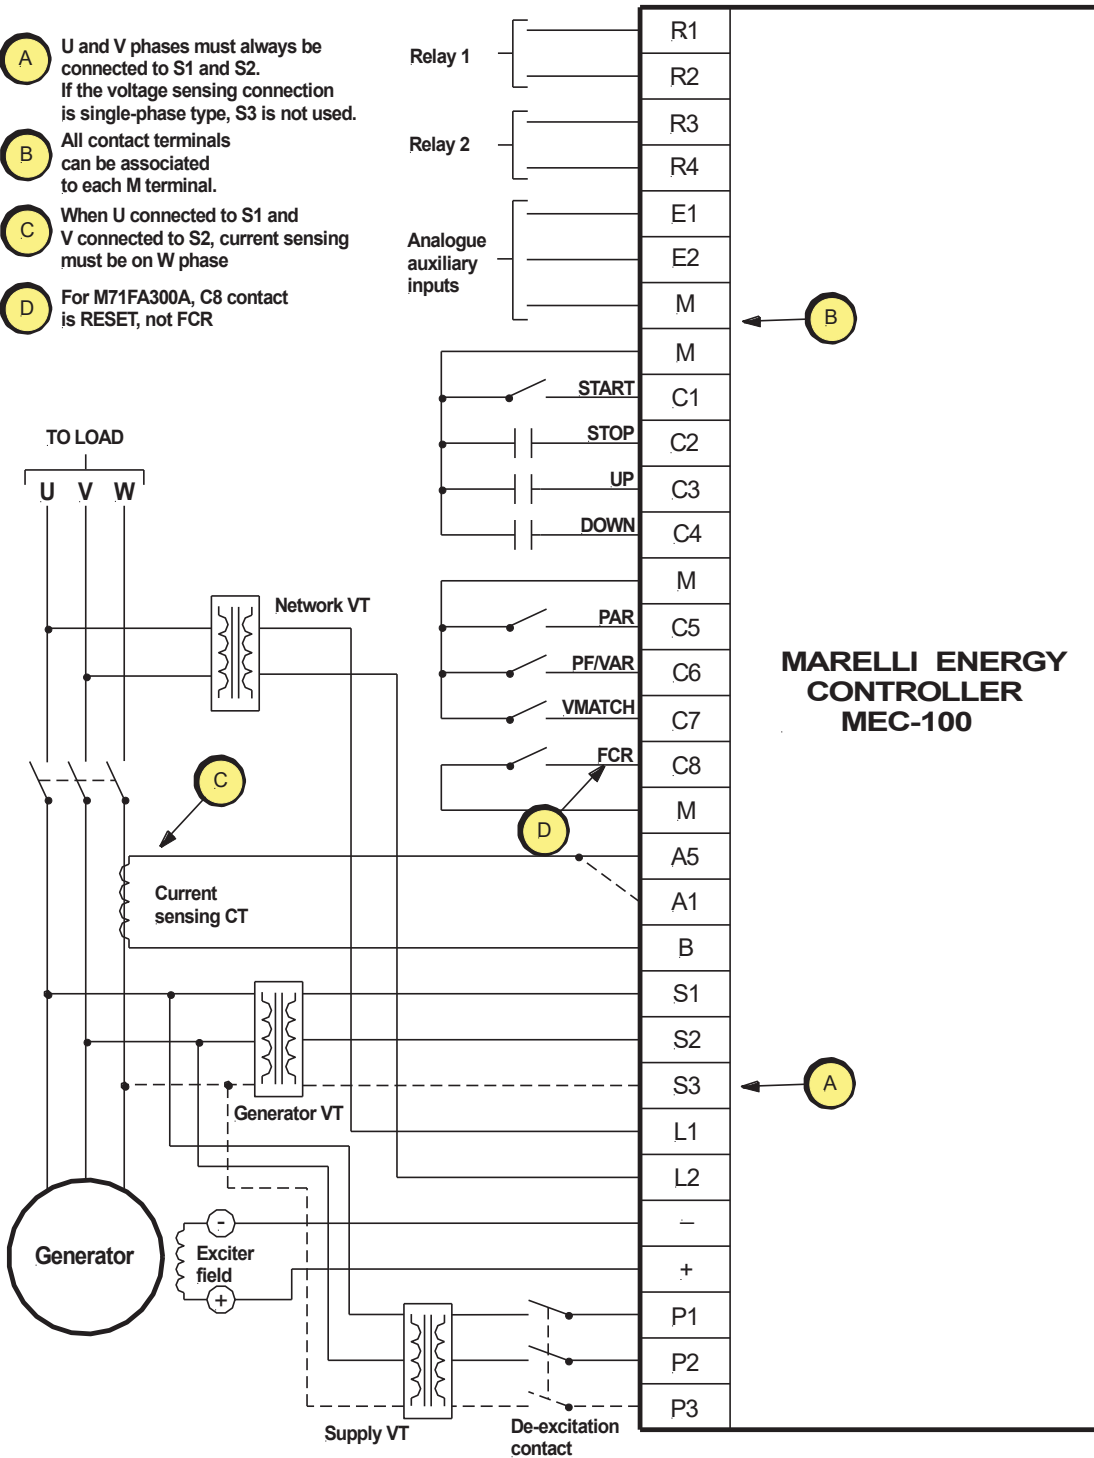 A
U and V phases must always be
connected to S1 and S2.
If the voltage sensing connection
is single-phase type, S3 is not used.
B
All contact terminals
can be associated
to each M terminal.
C
When U connected to S1 and
V connected to S2, current sensing
must be on W phase
D
For M71FA300A, C8 contact
is RESET, not FCR
Relay 1
R1
R2
Relay 2
R3
R4
Analogue
auxiliary
inputs
E1
E2
M
B
M
START
C1
STOP
C2
UP
C3
DOWN
C4
M
PAR
C5
PF/VAR
C6
VMATCH
C7
FCR
C8
M
D
A5
A1
B
S1
S2
S3
A
L1
L2
–
+
P1
P2
P3
MARELLI ENERGY
CONTROLLER
MEC-100
TO LOAD
U V W
Network VT
C
Current
sensing CT
Generator VT
Generator
-
Exciter
field
+
Supply VT
De-excitation
contact